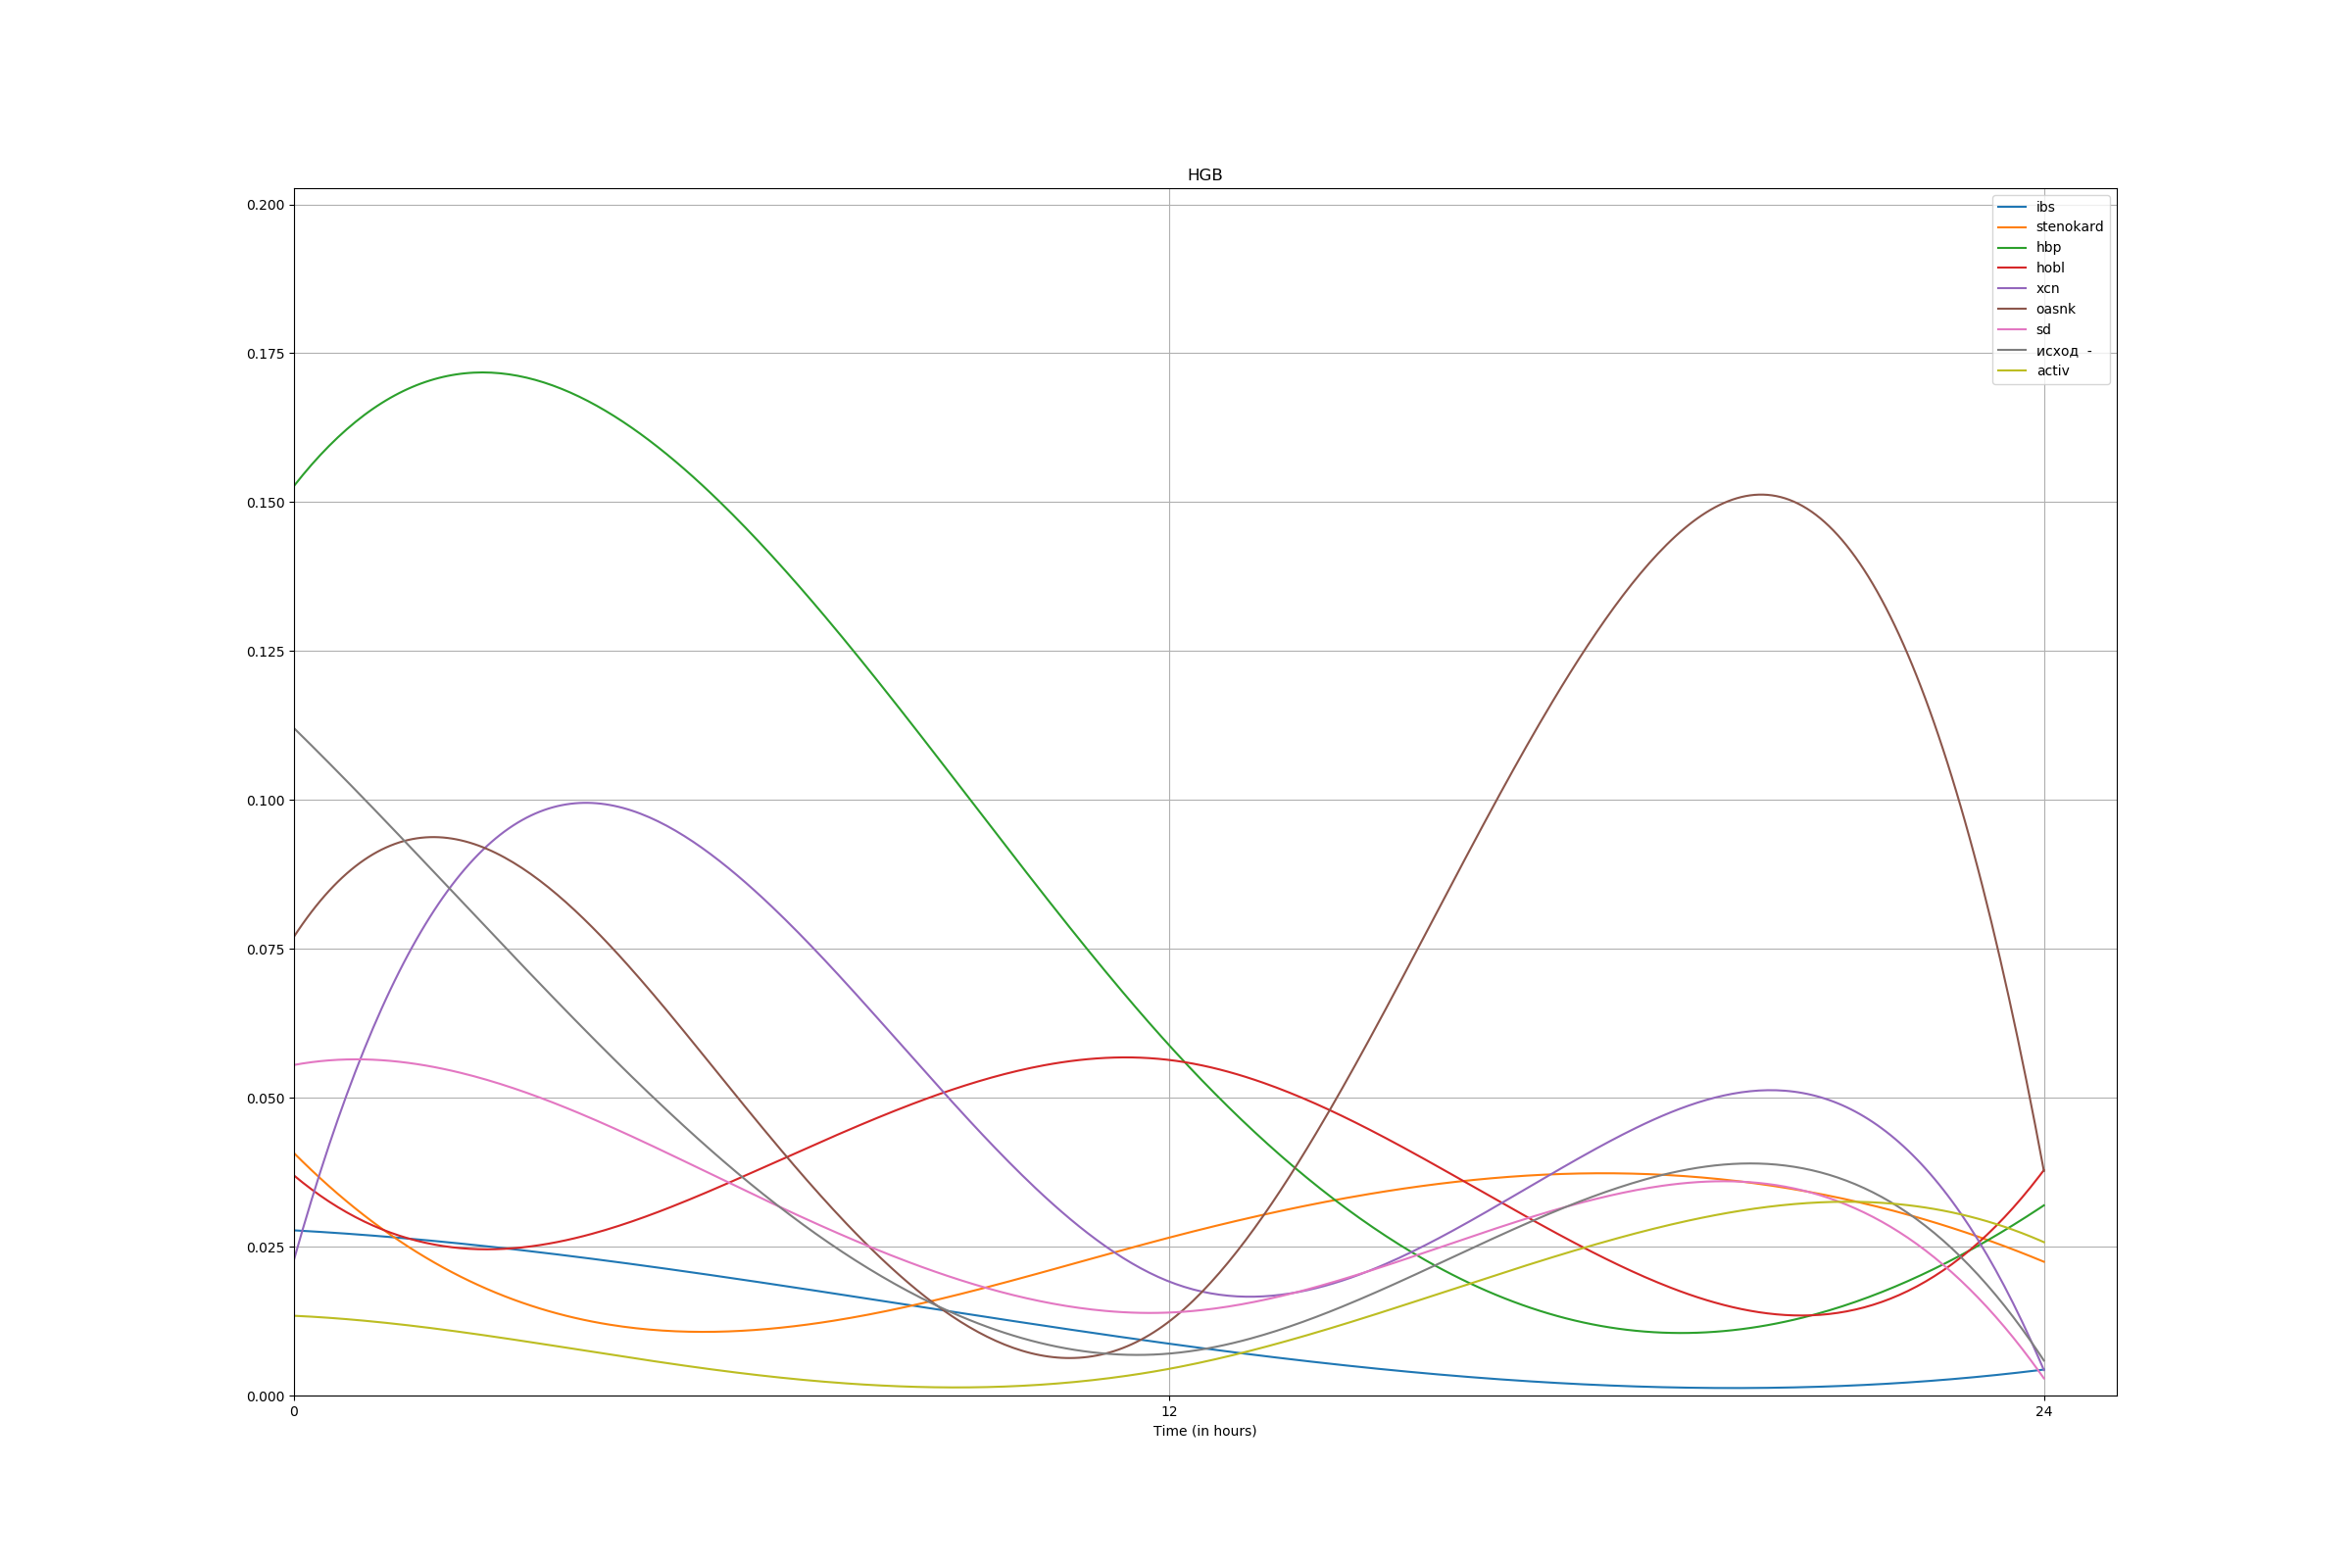 HGB
0.200
0.175
0.150
0.125
0.100
0.075
0.050
0.025
0.000
ibs
stenokard
hbp
hobl
xcn
oasnk
sd
исход -
activ
0 12 24
Time (in hours)